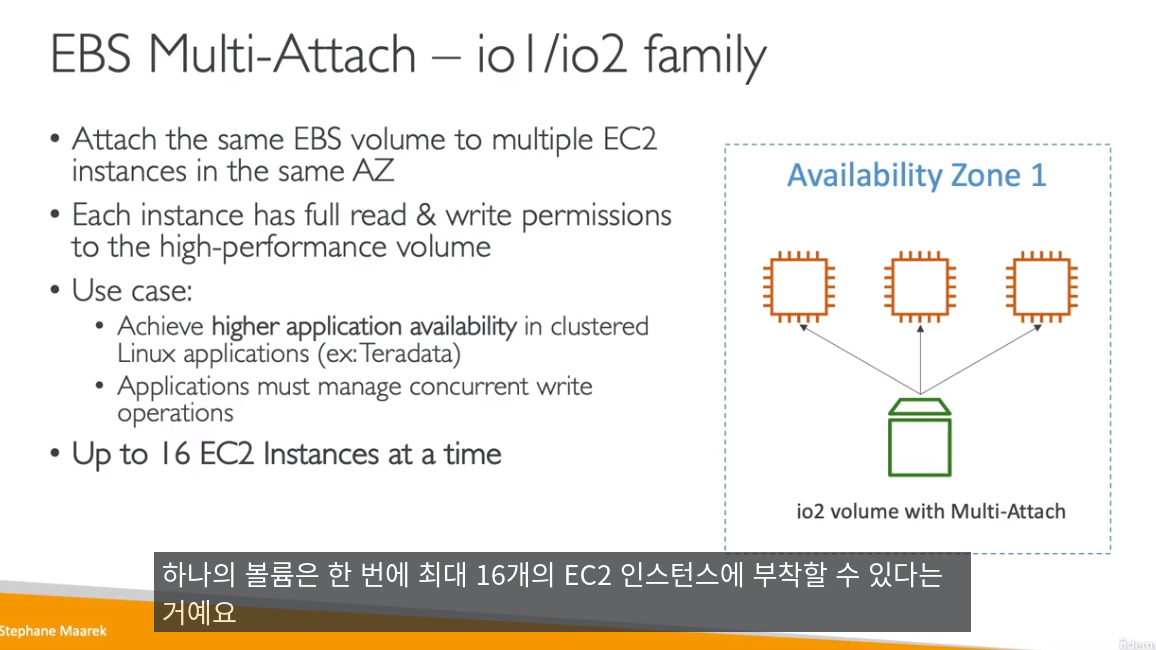 EBS Multi-Attach – io1/io2 family
• Attach the same EBS volume to multiple EC2
instances in the same AZ
• Each instance has full read & write permissions
to the high-performance volume
• Use case:
• Achieve higher application availability in clustered
Linux applications (ex: Teradata)
• Applications must manage concurrent write
operations
• Up to 16 EC2 Instances at a time
Availability Zone 1
io2 volume with Multi-Attach
하나의 볼륨은 한 번에 최대 16개의 EC2 인스턴스에 부착할 수 있다는
거예요
Stephane Maarek